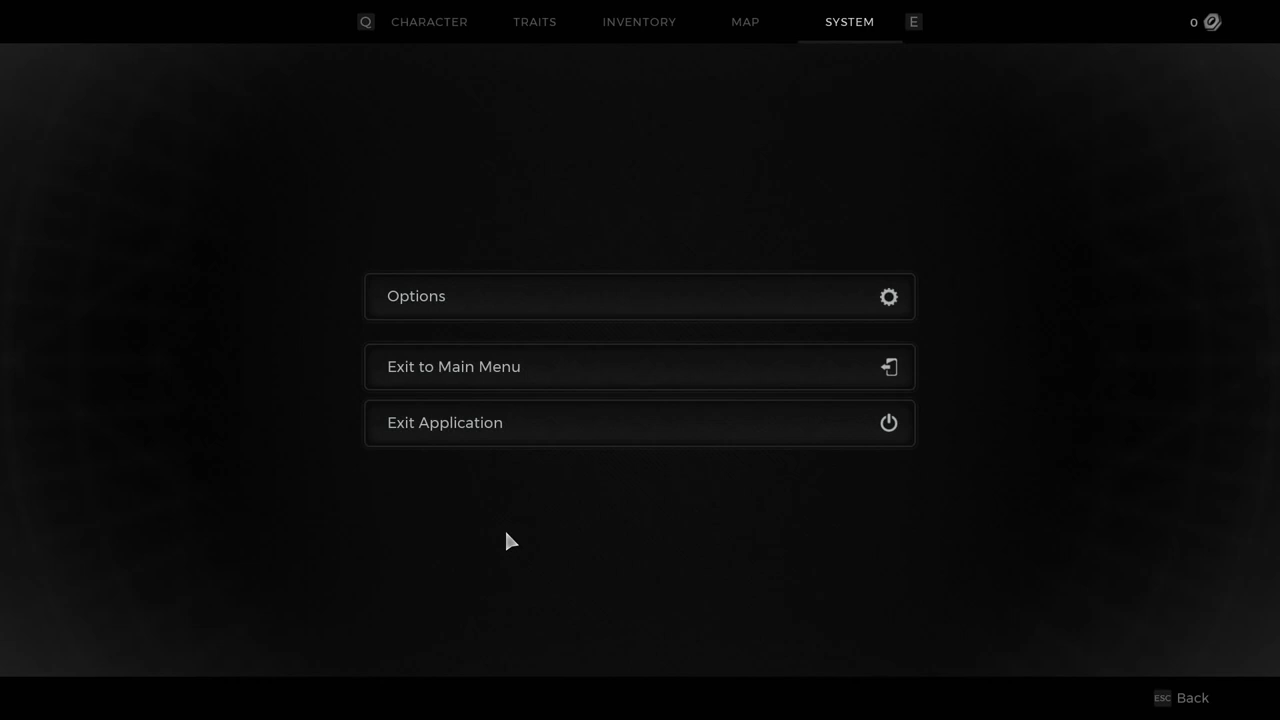 Q CHARACTER TRAITS INVENTORY MAP SYSTEM E 0
Options
Exit to Main Menu
Exit Application
ESC Back